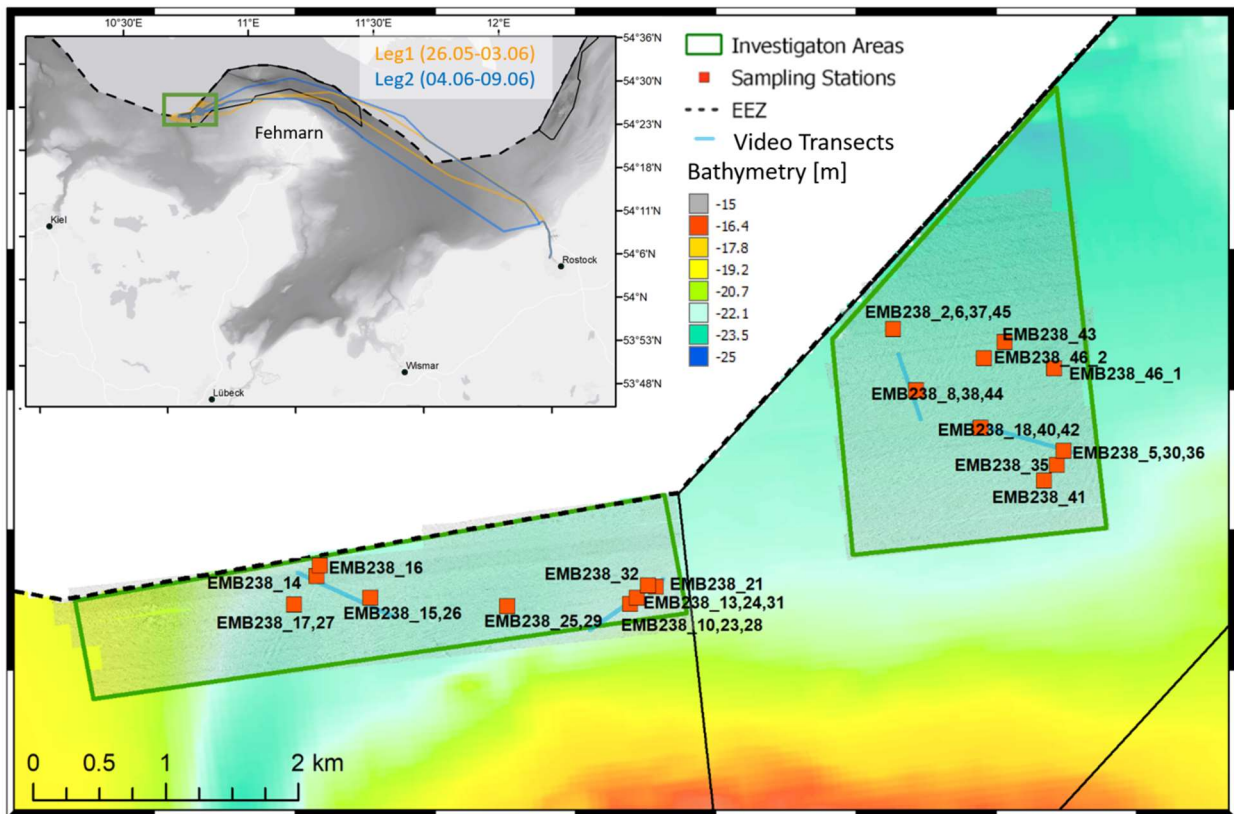 10°30'E
11°E
11°30'E
12°E
Leg1 (26.05-03.06)
Leg2 (04.06-09.06)
54°36'N
54°30'N
54°23'N
54°18'N
54°11'N
54°6'N
54°N
53°53'N
53°48'N
Fehmarn
Kiel
Rostock
Wismar
Lübeck
Investigaton Areas
Sampling Stations
EEZ
Video Transects
Bathymetry [m]
-15
-16.4
-17.8
-19.2
-20.7
-22.1
-23.5
-25
EMB238_2,6,37,45
EMB238_43
EMB238_46_2
EMB238_46_1
EMB238_8,38,44
EMB238_18,40,42
EMB238_5,30,36
EMB238_35
EMB238_41
EMB238_16
EMB238_14
EMB238_32
EMB238_21
EMB238_13,24,31
EMB238_15,26
EMB238_17,27
EMB238_25,29
EMB238_10,23,28
0 0.5 1 2 km